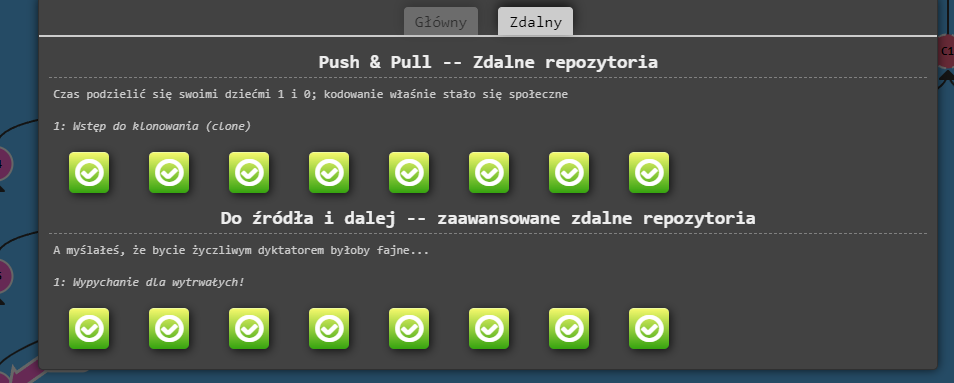 Główny
Zdalny
Push & Pull -- Zdalne repozytoria
Czas podzielić się swoimi dziećmi 1 i 0; kodowanie właśnie stało się społeczne
1: Wstęp do klonowania (clone)
Do źródła i dalej -- zaawansowane zdalne repozytoria
A myślałeś, że bycie życzliwym dyktatorem byłoby fajne...
1: Wypychanie dla wytrwałych!
C1